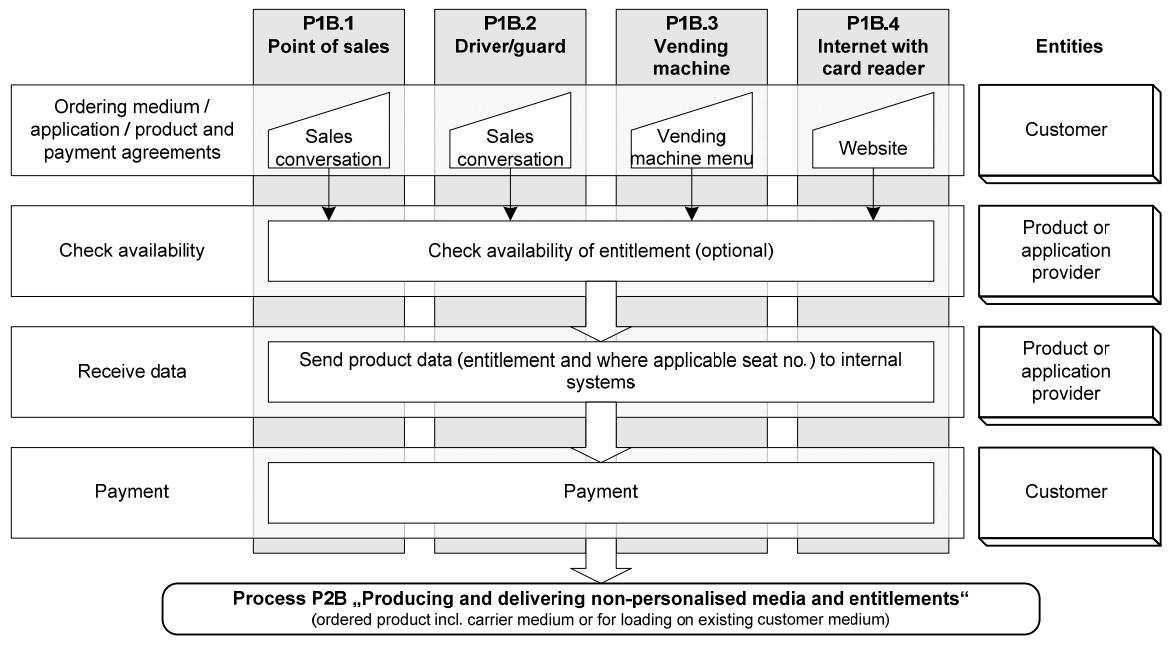 P1B.1
Point of sales
P1B.2
Driver/guard
P1B.3
Vending
machine
P1B.4
Internet with
card reader
Entities
Ordering medium /
application / product and
payment agreements
Sales
conversation
Sales
conversation
Vending
machine menu
Website
Customer
Check availability
Check availability of entitlement (optional)
Product or
application
provider
Receive data
Send product data (entitlement and where applicable seat no.) to internal
systems
Product or
application
provider
Payment
Payment
Customer
Process P2B „Producing and delivering non-personalised media and entitlements“
(ordered product incl. carrier medium or for loading on existing customer medium)